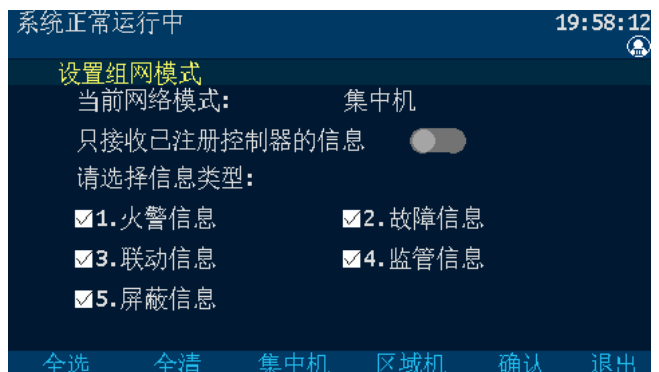 系统正常运行中 19:58:12
设置组网模式
当前网络模式: 集中机
只接收已注册控制器的信息
请选择信息类型:
1.火警信息 2.故障信息
3.联动信息 4.监管信息
5.屏蔽信息
全选 全清 集中机 区域机 确认 退出